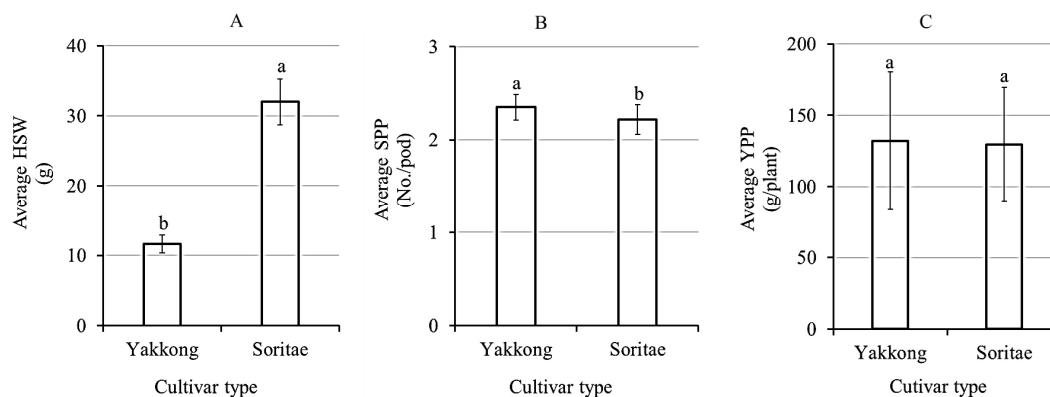 A
Average HSW
(g)
40
30
20
10
0
a
b
Yakkong Soritae
Cultivar type
B
Average SPP
(No./pod)
3
2
1
0
a
b
Yakkong Soritae
Cultivar type
C
Average YPP
(g/plant)
200
150
100
50
0
a
a
Yakkong Soritae
Cutivar type